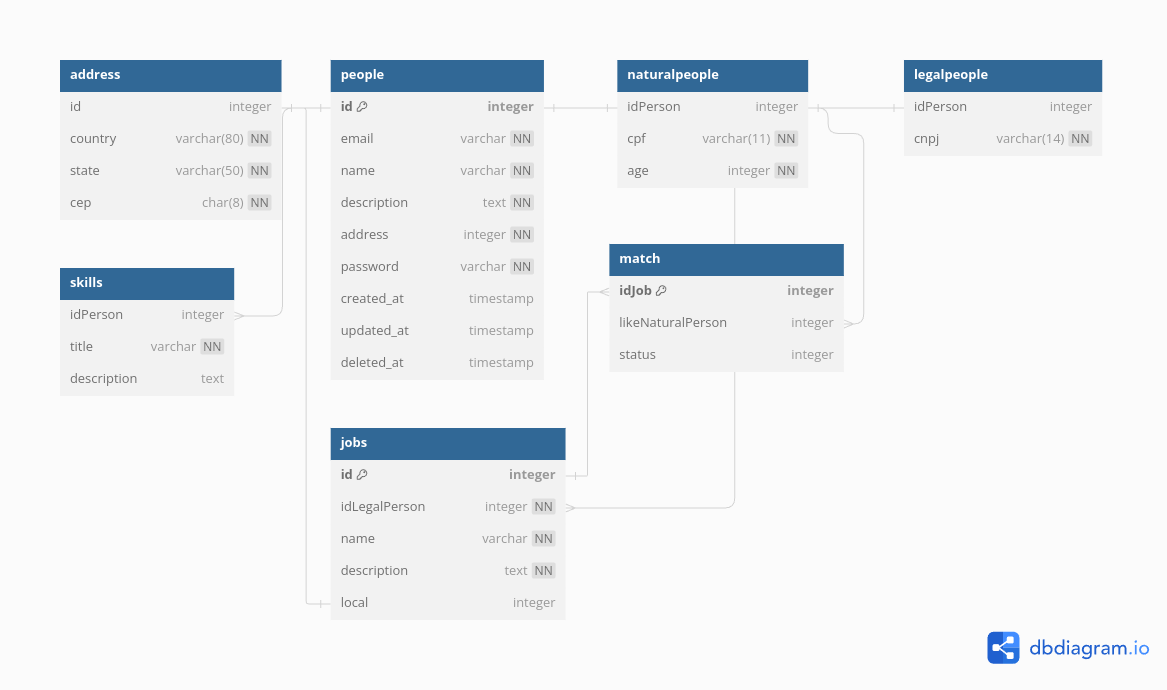 address
id integer
country varchar(80) NN
state varchar(50) NN
cep char(8) NN
people
id integer
email varchar NN
name varchar NN
description text NN
address integer NN
password varchar NN
created_at timestamp
updated_at timestamp
deleted_at timestamp
naturalpeople
idPerson integer
cpf varchar(11) NN
age integer NN
legalpeople
idPerson integer
cnpj varchar(14) NN
skills
idPerson integer
title varchar NN
description text
match
idJob integer
likeNaturalPerson integer
status integer
jobs
id integer
idLegalPerson integer NN
name varchar NN
description text NN
local integer
dbdiagram.io